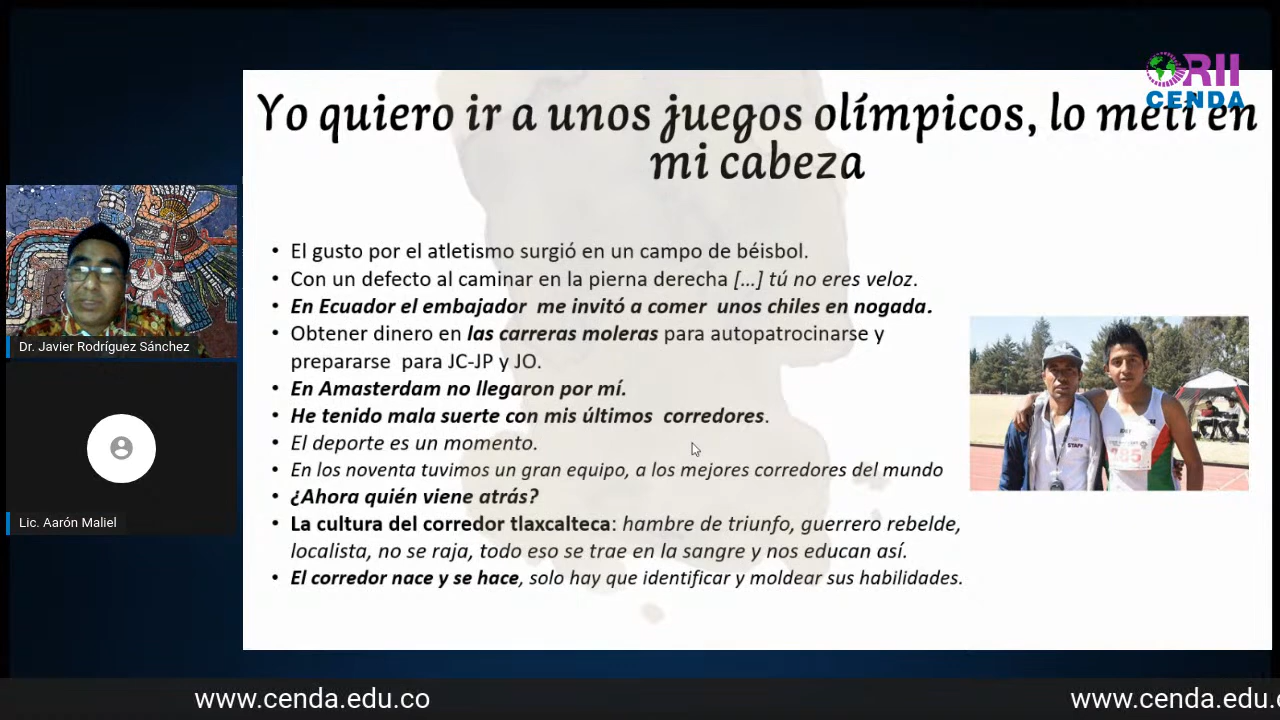 ORII
CENDA
Yo quiero ir a unos juegos olímpicos, lo metí en
mi cabeza
• El gusto por el atletismo surgió en un campo de béisbol.
• Con un defecto al caminar en la pierna derecha [...] tú no eres veloz.
• En Ecuador el embajador me invitó a comer unos chiles en nogada.
• Obtener dinero en las carreras moleras para autopatrocinarse y
prepararse para JC-JP y JO.
• En Amasterdam no llegaron por mí.
• He tenido mala suerte con mis últimos corredores.
• El deporte es un momento.
• En los noventa tuvimos un gran equipo, a los mejores corredores del mundo
• ¿Ahora quién viene atrás?
• La cultura del corredor tlaxcalteca: hambre de triunfo, guerrero rebelde,
localista, no se raja, todo eso se trae en la sangre y nos educan así.
• El corredor nace y se hace, solo hay que identificar y moldear sus habilidades.
STAFF
Dr. Javier Rodríguez Sánchez
Lic. Aarón Maliel
www.cenda.edu.co
www.cenda.edu.c